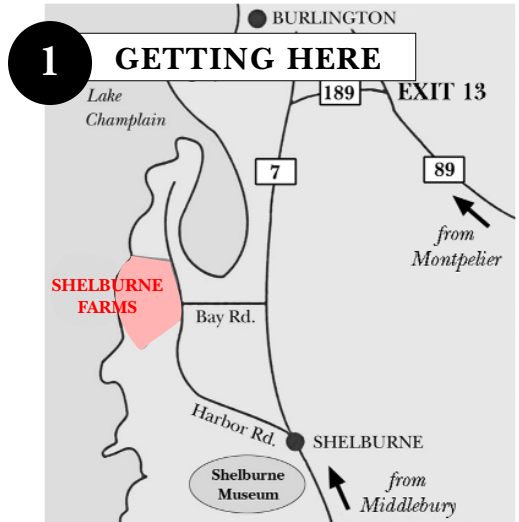 BURLINGTON
1 GETTING HERE
Lake
Champlain
189
EXIT 13
7
89
from
Montpelier
SHELBURNE
FARMS
Bay Rd.
Harbor Rd.
SHELBURNE
Shelburne
Museum
from
Middlebury